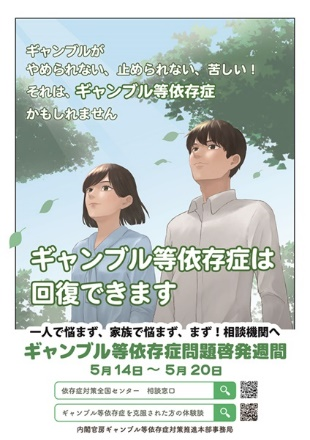 ギャンブルが
やめられない、止められない、苦しい！
それは、ギャンブル等依存症
かもしれません
ギャンブル等依存症は
回復できます
一人で悩まず、家族で悩まず、まず！相談機関へ
ギャンブル等依存症問題啓発週間
5月14日 ～ 5月20日
依存症対策全国センター　相談窓口
ギャンブル等依存症を克服された方の体験談
内閣官房ギャンブル等依存症対策推進本部事務局